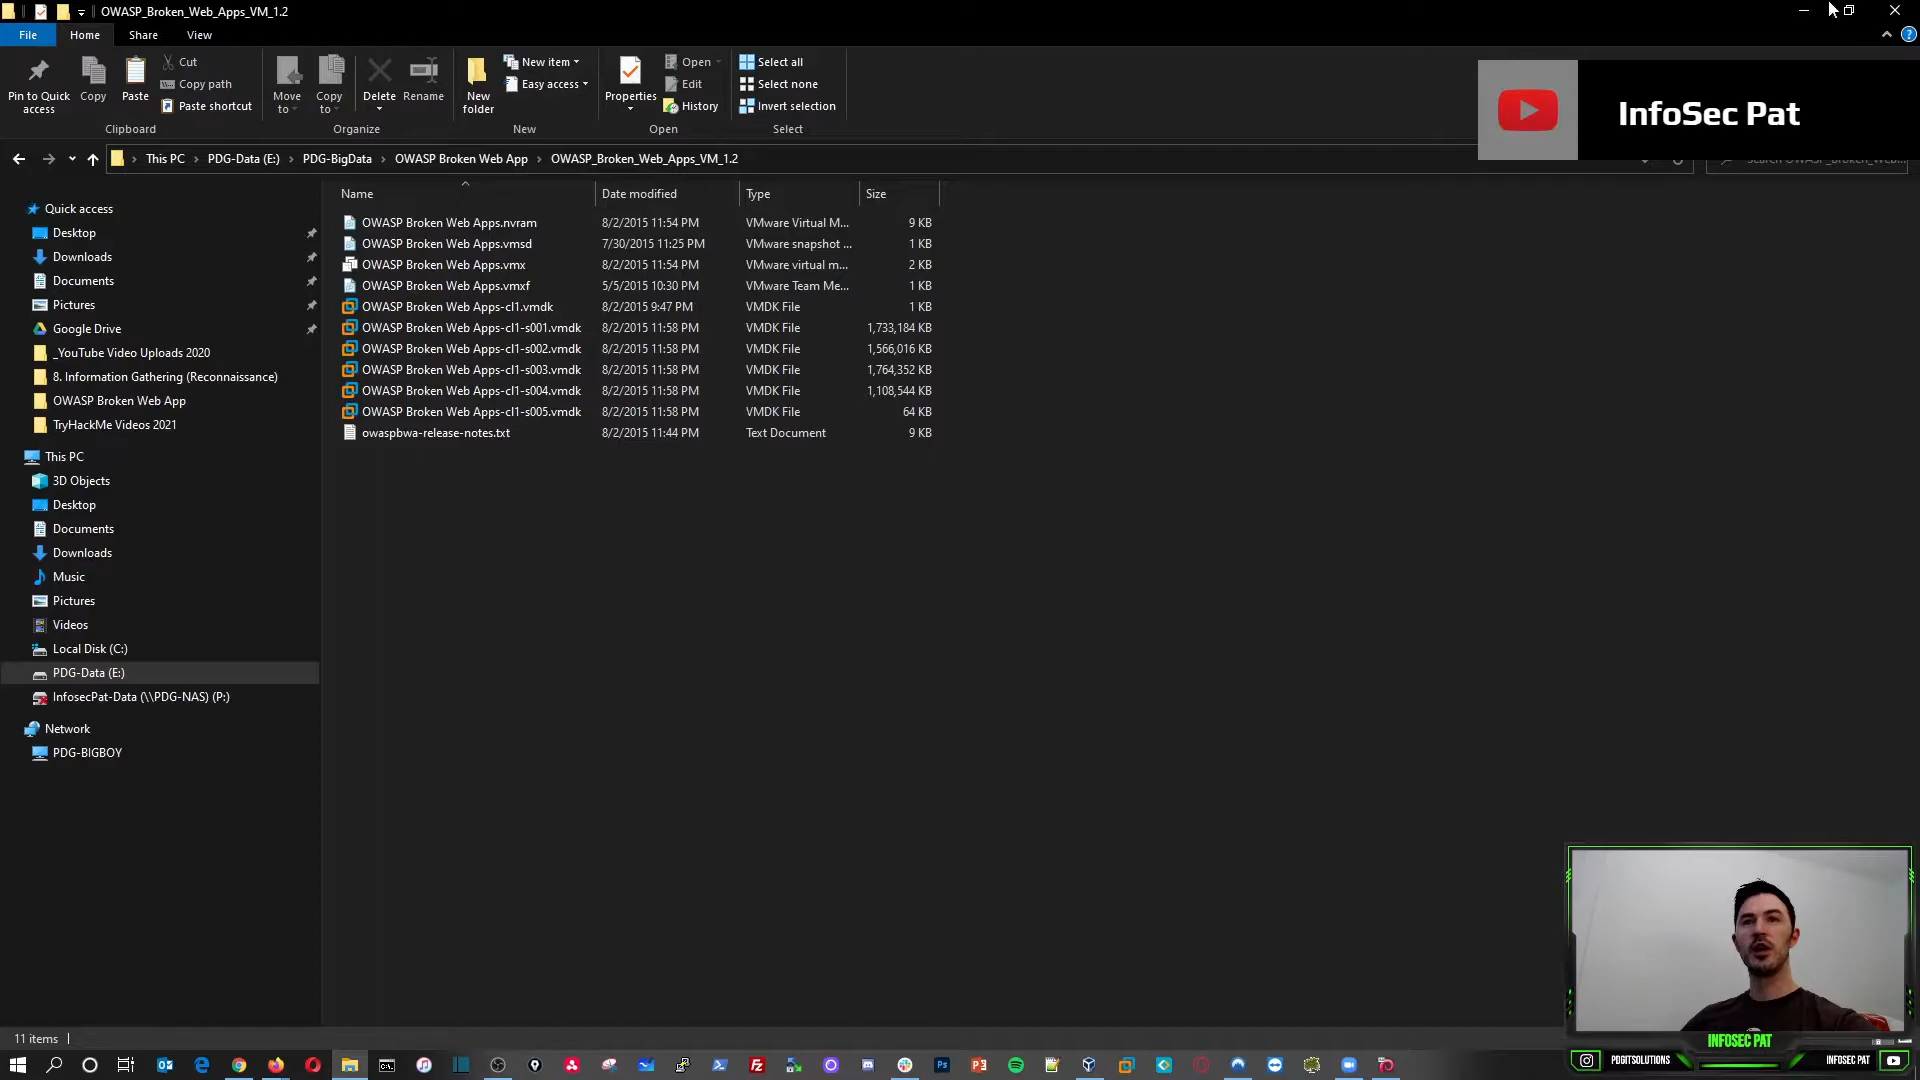 OWASP_Broken_Web_Apps_VM_1.2
File Home Share View
Pin to Quick access
Copy
Paste
Cut
Copy path
Paste shortcut
Clipboard
Move to
Copy to
Delete
Rename
Organize
New folder
New item
Easy access
New
Properties
Open
Edit
History
Open
Select all
Select none
Invert selection
Select
InfoSec Pat
This PC > PDG-Data (E:) > PDG-BigData > OWASP Broken Web App > OWASP_Broken_Web_Apps_VM_1.2
Name Date modified Type Size
OWASP Broken Web Apps.nvram 8/2/2015 11:54 PM VMware Virtual M... 9 KB
OWASP Broken Web Apps.vmsd 7/30/2015 11:25 PM VMware snapshot ... 1 KB
OWASP Broken Web Apps.vmx 8/2/2015 11:54 PM VMware virtual m... 2 KB
OWASP Broken Web Apps.vmxf 5/5/2015 10:30 PM VMware Team Me... 1 KB
OWASP Broken Web Apps-cl1.vmdk 8/2/2015 9:47 PM VMDK File 1 KB
OWASP Broken Web Apps-cl1-s001.vmdk 8/2/2015 11:58 PM VMDK File 1,733,184 KB
OWASP Broken Web Apps-cl1-s002.vmdk 8/2/2015 11:58 PM VMDK File 1,566,016 KB
OWASP Broken Web Apps-cl1-s003.vmdk 8/2/2015 11:58 PM VMDK File 1,764,352 KB
OWASP Broken Web Apps-cl1-s004.vmdk 8/2/2015 11:58 PM VMDK File 1,108,544 KB
OWASP Broken Web Apps-cl1-s005.vmdk 8/2/2015 11:58 PM VMDK File 64 KB
owaspbwa-release-notes.txt 8/2/2015 11:44 PM Text Document 9 KB
Quick access
Desktop
Downloads
Documents
Pictures
Google Drive
_YouTube Video Uploads 2020
8. Information Gathering (Reconnaissance)
OWASP Broken Web App
TryHackMe Videos 2021
This PC
3D Objects
Desktop
Documents
Downloads
Music
Pictures
Videos
Local Disk (C:)
PDG-Data (E:)
InfosecPat-Data (\\PDG-NAS) (P:)
Network
PDG-BIGBOY
11 items
INFOSEC PAT
PDGITSOLUTIONS
INFOSEC PAT